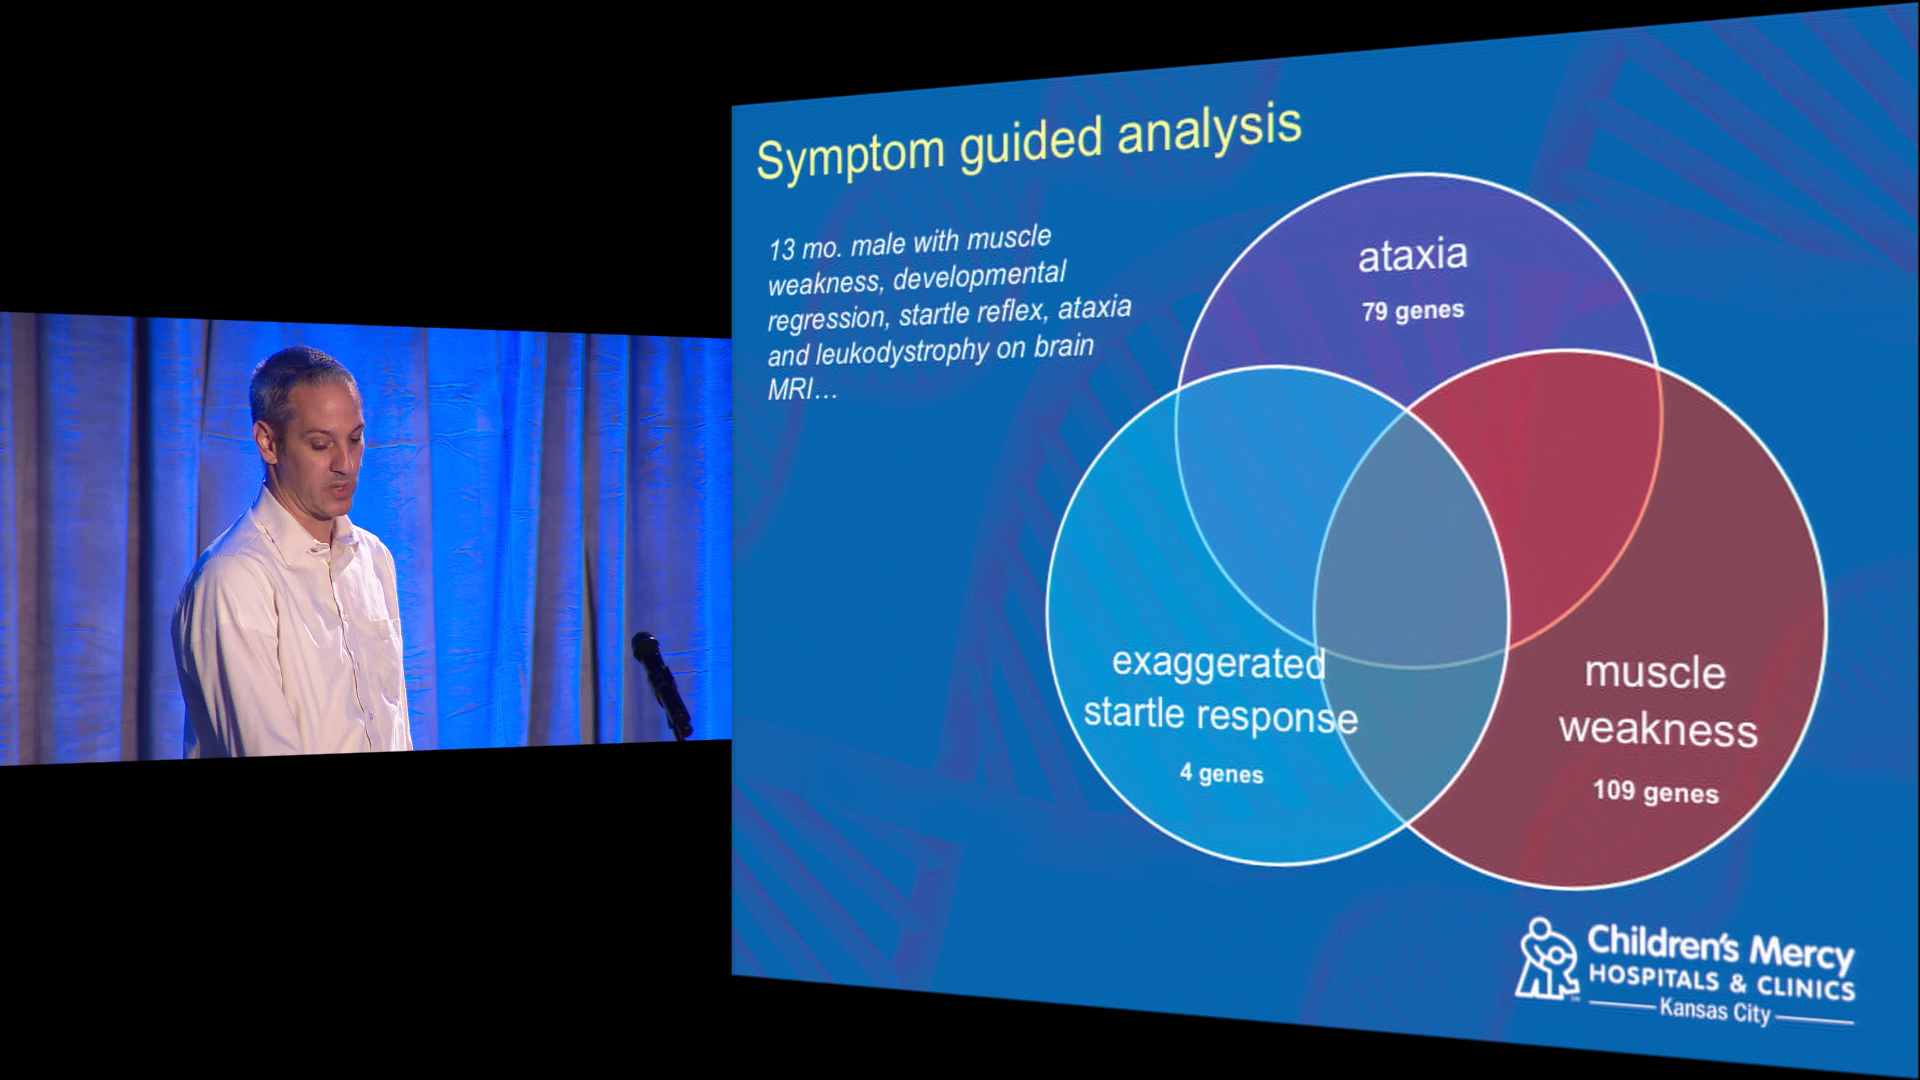 Symptom guided analysis
13 mo. male with muscle
weakness, developmental
regression, startle reflex, ataxia
and leukodystrophy on brain
MRI…
ataxia
79 genes
exaggerated
startle response
4 genes
muscle
weakness
109 genes
Children's Mercy
HOSPITALS & CLINICS
Kansas City